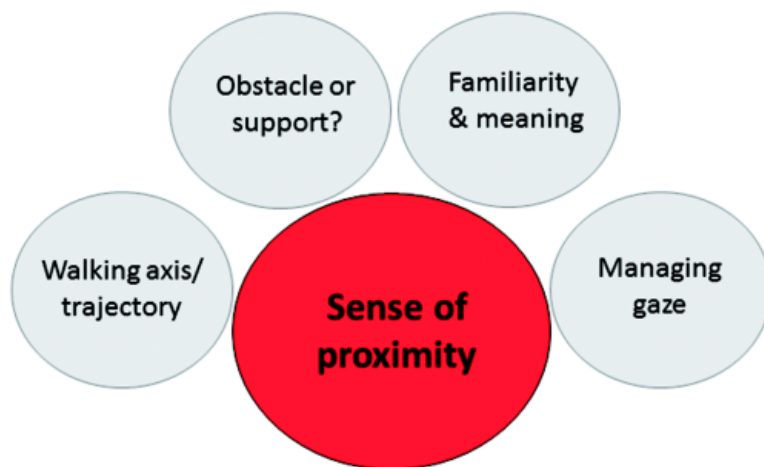 Obstacle or
support?
Familiarity
& meaning
Walking axis/
trajectory
Sense of
proximity
Managing
gaze